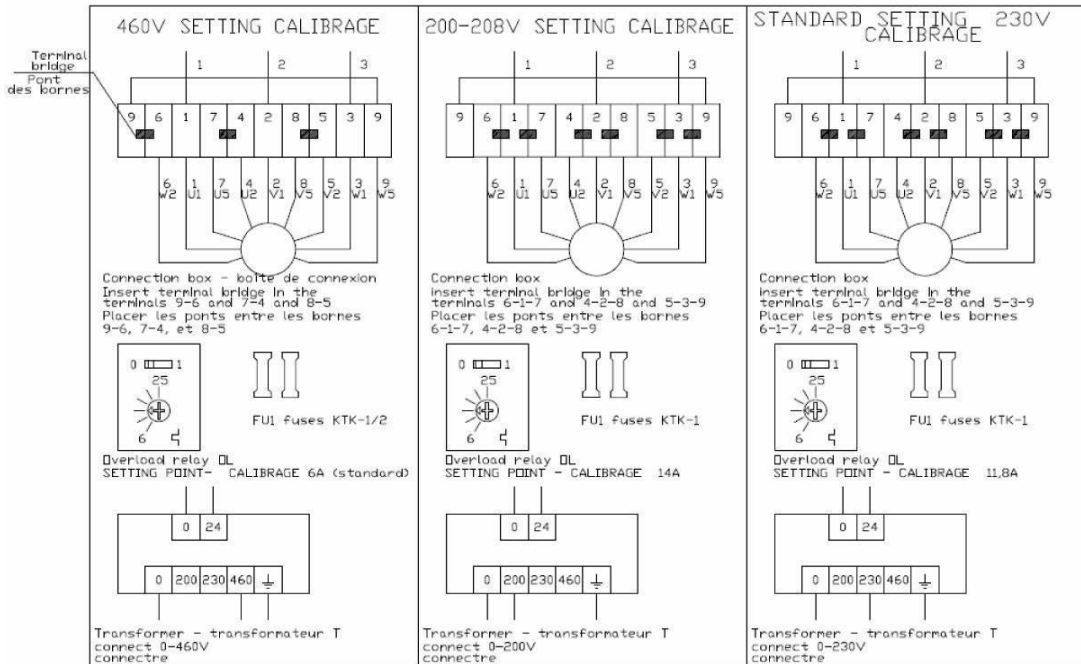 460V SETTING CALIBRAGE
Terminal
bridge
Pont
des bornes
1 2 3
9 6 1 7 4 2 8 5 3 9
6 1 7 4 2 8 5 3 9
W2 U1 U5 U2 V1 V5 V2 W1 W5
Connection box - boîte de connexion
Insert terminal bridge in the
terminals 9-6 and 7-4 and 8-5
Placer les ponts entre les bornes
9-6, 7-4, et 8-5
0 1
25
6
FU1 fuses KTK-1/2
Overload relay OL
SETTING POINT- CALIBRAGE 6A (standard)
0 24
0 200 230 460
Transformer - transformateur T
connect 0-460V
connectre
200-208V SETTING CALIBRAGE
1 2 3
9 6 1 7 4 2 8 5 3 9
6 1 7 4 2 8 5 3 9
W2 U1 U5 U2 V1 V5 V2 W1 W5
Connection box
insert terminal bridge in the
terminals 6-1-7 and 4-2-8 and 5-3-9
Placer les ponts entre les bornes
6-1-7, 4-2-8 et 5-3-9
0 1
25
6
FU1 fuses KTK-1
Overload relay OL
SETTING POINT - CALIBRAGE 14A
0 24
0 200 230 460
Transformer - transformateur T
connect 0-200V
connectre
STANDARD SETTING 230V
CALIBRAGE
1 2 3
9 6 1 7 4 2 8 5 3 9
6 1 7 4 2 8 5 3 9
W2 U1 U5 U2 V1 V5 V2 W1 W5
Connection box
insert terminal bridge in the
terminals 6-1-7 and 4-2-8 and 5-3-9
Placer les ponts entre les bornes
6-1-7, 4-2-8 et 5-3-9
0 1
25
6
FU1 fuses KTK-1
Overload relay OL
SETTING POINT - CALIBRAGE 11,8A
0 24
0 200 230 460
Transformer - transformateur T
connect 0-230V
connectre